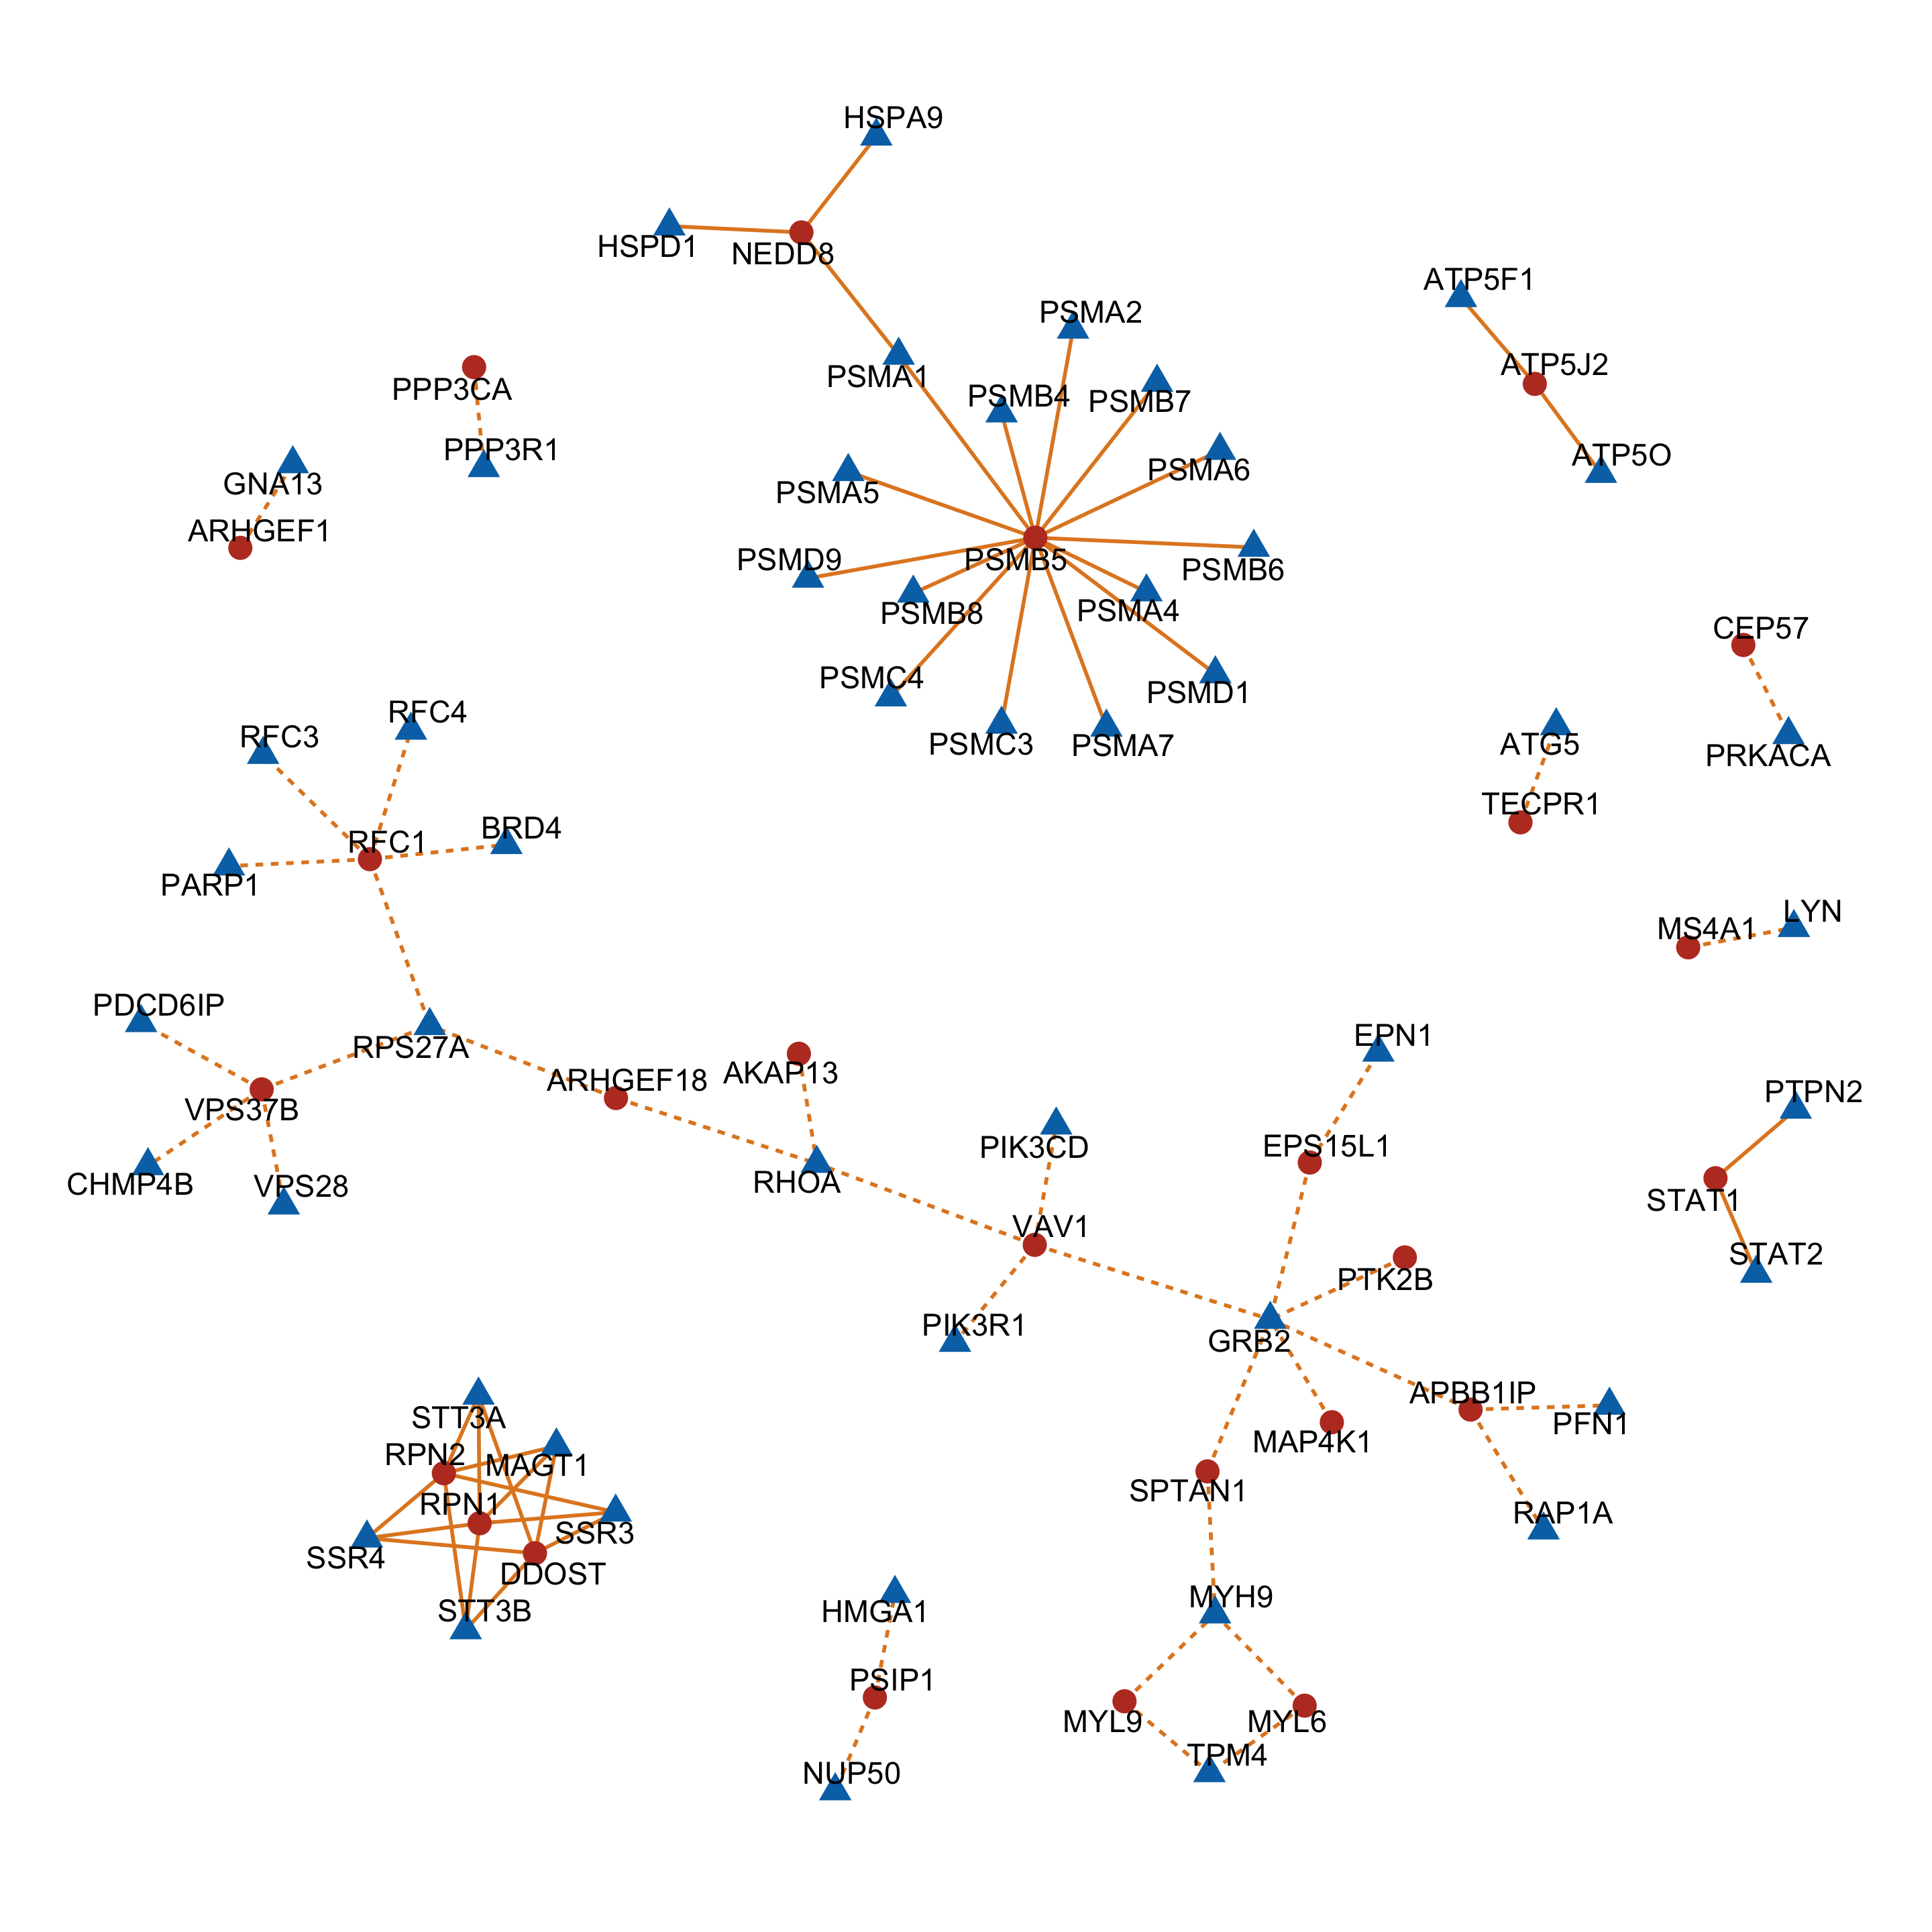 HSPA9
HSPD1
NEDD8
ATP5F1
PSMA2
ATP5J2
PSMA1
PPP3CA
PSMB4
PSMB7
PPP3R1
ATP5O
PSMA6
GNA13
PSMA5
ARHGEF1
PSMD9
PSMB5
PSMB6
PSMB8
PSMA4
CEP57
PSMC4
PSMD1
RFC4
RFC3
PSMC3
PSMA7
ATG5
PRKACA
TECPR1
BRD4
RFC1
PARP1
LYN
MS4A1
PDCD6IP
EPN1
RPS27A
AKAP13
ARHGEF18
PTPN2
VPS37B
PIK3CD
EPS15L1
CHMP4B
VPS28
RHOA
STAT1
VAV1
STAT2
PTK2B
PIK3R1
GRB2
APBB1IP
STT3A
PFN1
MAP4K1
RPN2
MAGT1
SPTAN1
RPN1
RAP1A
SSR3
SSR4
DDOST
MYH9
STT3B
HMGA1
PSIP1
MYL9
MYL6
TPM4
NUP50